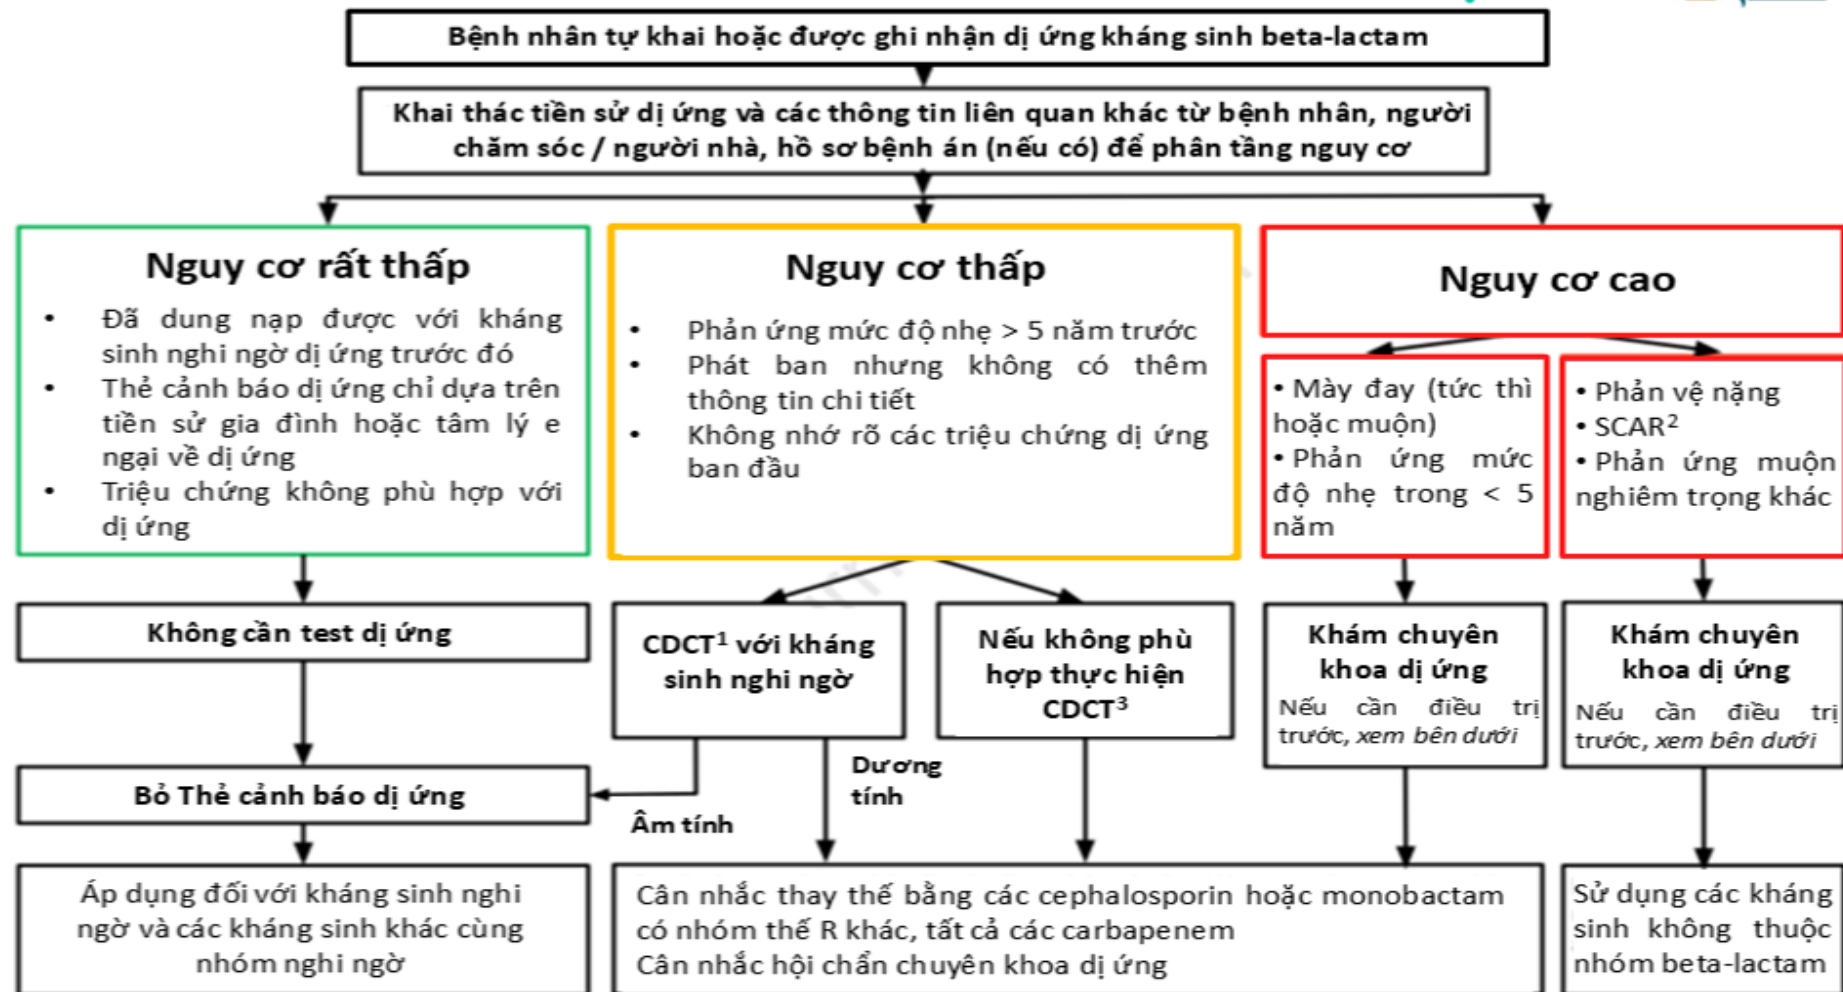 Bệnh nhân tự khai hoặc được ghi nhận dị ứng kháng sinh beta-lactam
Khai thác tiền sử dị ứng và các thông tin liên quan khác từ bệnh nhân, người
chăm sóc / người nhà, hồ sơ bệnh án (nếu có) để phân tầng nguy cơ
Nguy cơ rất thấp
• Đã dung nạp được với kháng
sinh nghi ngờ dị ứng trước đó
• Thẻ cảnh báo dị ứng chỉ dựa trên
tiền sử gia đình hoặc tâm lý e
ngại về dị ứng
• Triệu chứng không phù hợp với
dị ứng
Nguy cơ thấp
• Phản ứng mức độ nhẹ > 5 năm trước
• Phát ban nhưng không có thêm
thông tin chi tiết
• Không nhớ rõ các triệu chứng dị ứng
ban đầu
Nguy cơ cao
• Mày đay (tức thì
hoặc muộn)
• Phản ứng mức
độ nhẹ trong < 5
năm
• Phản vệ nặng
• SCAR²
• Phản ứng muộn
nghiêm trọng khác
Không cần test dị ứng
CDCT¹ với kháng
sinh nghi ngờ
Nếu không phù
hợp thực hiện
CDCT³
Khám chuyên
khoa dị ứng
Nếu cần điều trị
trước, xem bên dưới
Khám chuyên
khoa dị ứng
Nếu cần điều trị
trước, xem bên dưới
Bỏ Thẻ cảnh báo dị ứng
Âm tính
Dương
tính
Áp dụng đối với kháng sinh nghi
ngờ và các kháng sinh khác cùng
nhóm nghi ngờ
Cân nhắc thay thế bằng các cephalosporin hoặc monobactam
có nhóm thế R khác, tất cả các carbapenem
Cân nhắc hội chẩn chuyên khoa dị ứng
Sử dụng các kháng
sinh không thuộc
nhóm beta-lactam